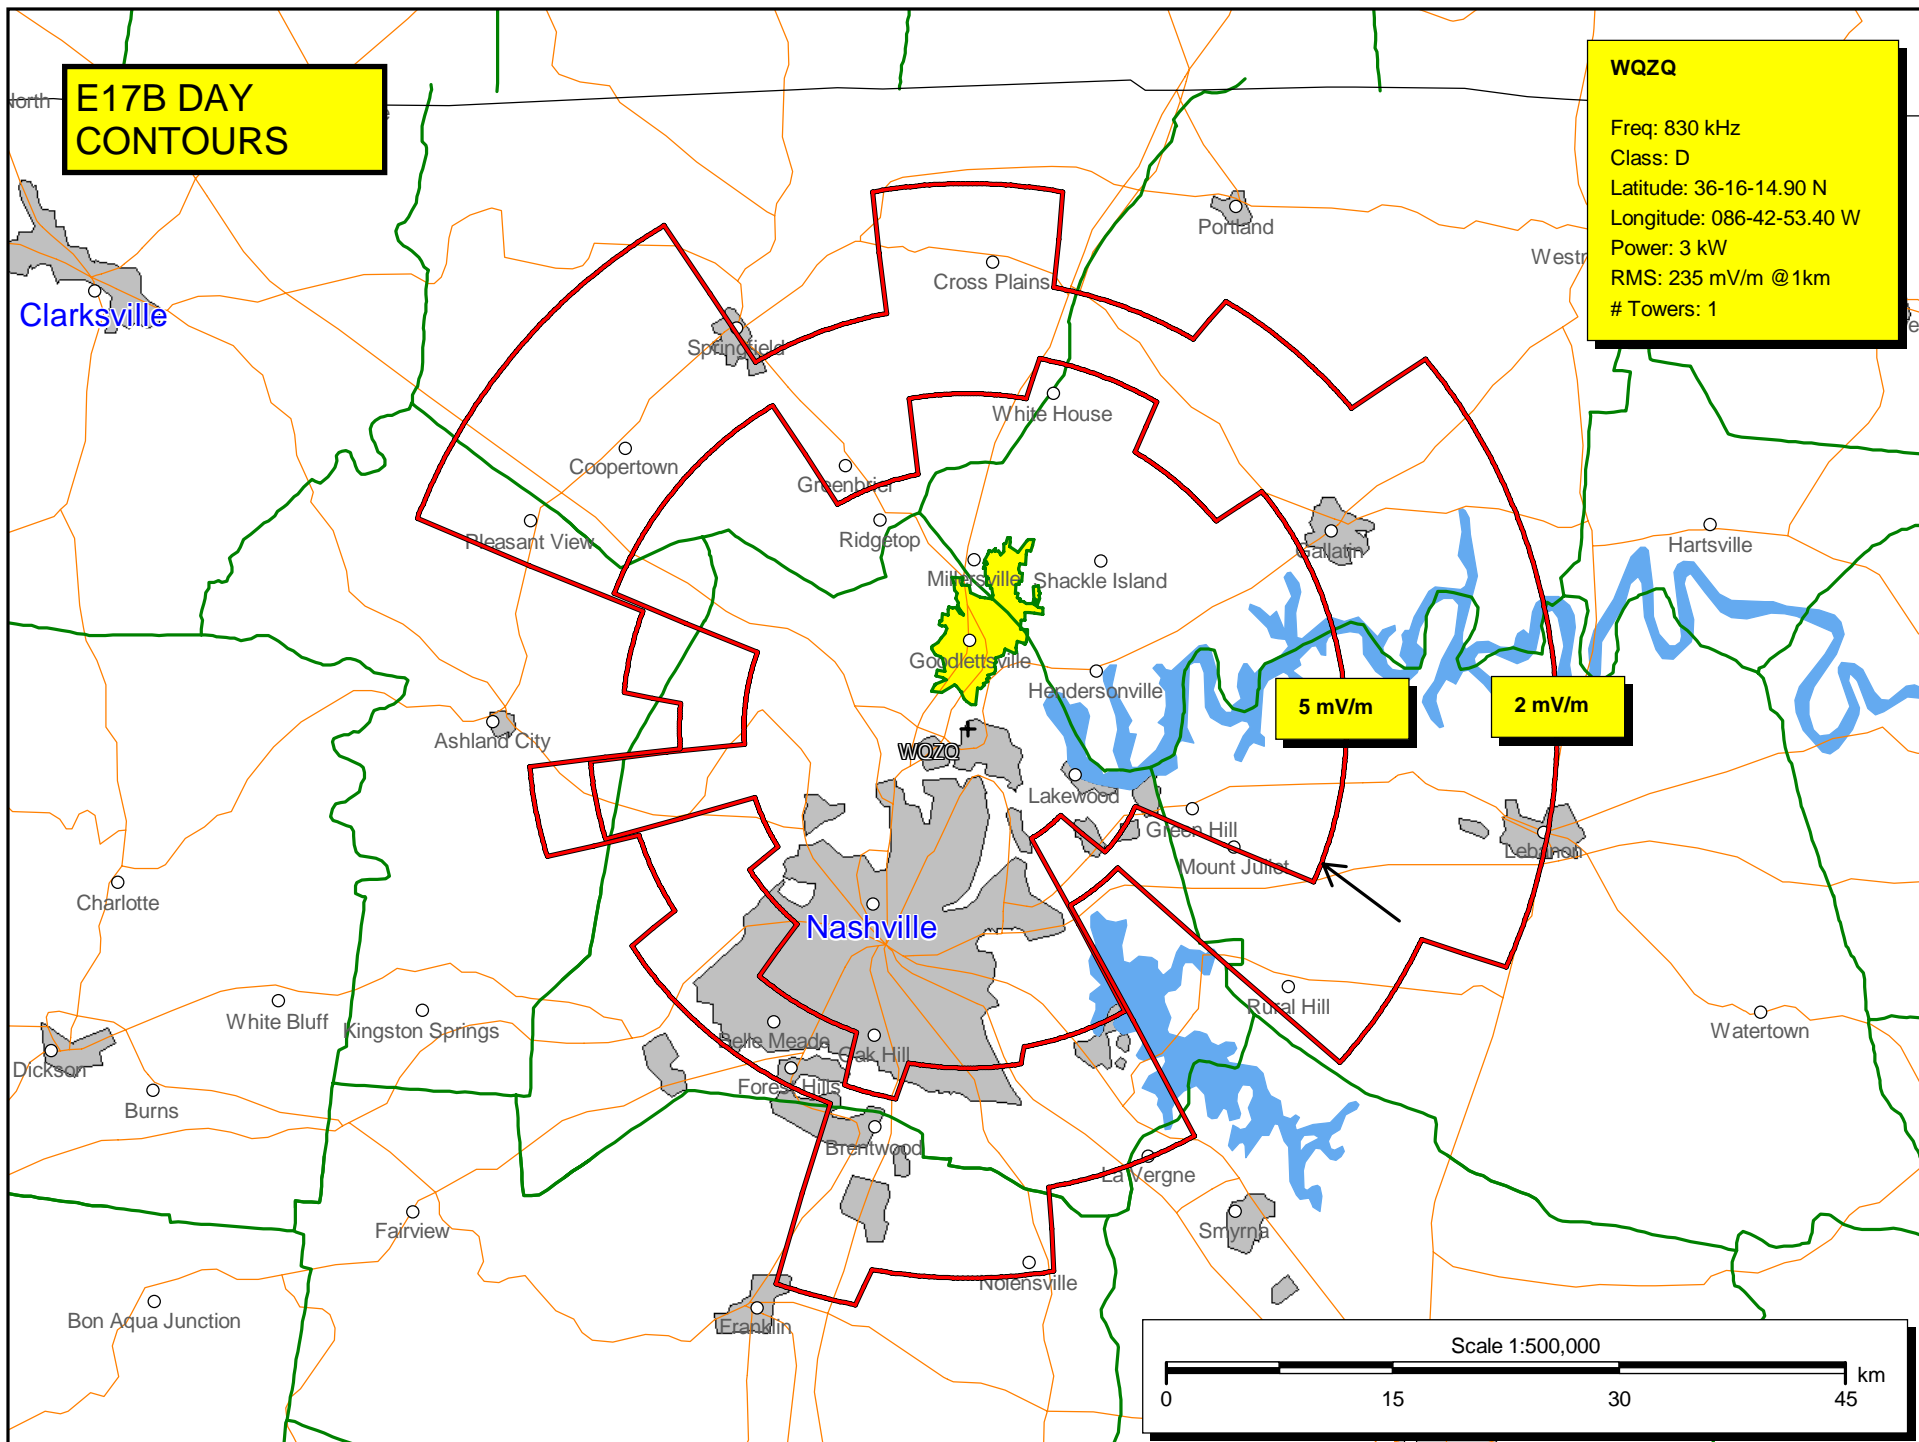 E17B DAY
CONTOURS
WQZQ
Freq: 830 kHz
Class: D
Latitude: 36-16-14.90 N
Longitude: 086-42-53.40 W
Power: 3 kW
RMS: 235 mV/m @1km
# Towers: 1
Portland
Cross Plains
Clarksville
Springfield
White House
Coopertown
Greenbrier
Pleasant View
Ridgetop
Gallatin
Hartsville
Millersville
Shackle Island
Goodlettsville
Hendersonville
5 mV/m
2 mV/m
Ashland City
WQZQ
Lakewood
Green Hill
Mount Juliet
Lebanon
Charlotte
Nashville
White Bluff
Kingston Springs
Rural Hill
Watertown
Belle Meade
Oak Hill
Dickson
Forest Hills
Burns
Brentwood
La Vergne
Fairview
Smyrna
Nolensville
Bon Aqua Junction
Franklin
Scale 1:500,000
km
0 15 30 45